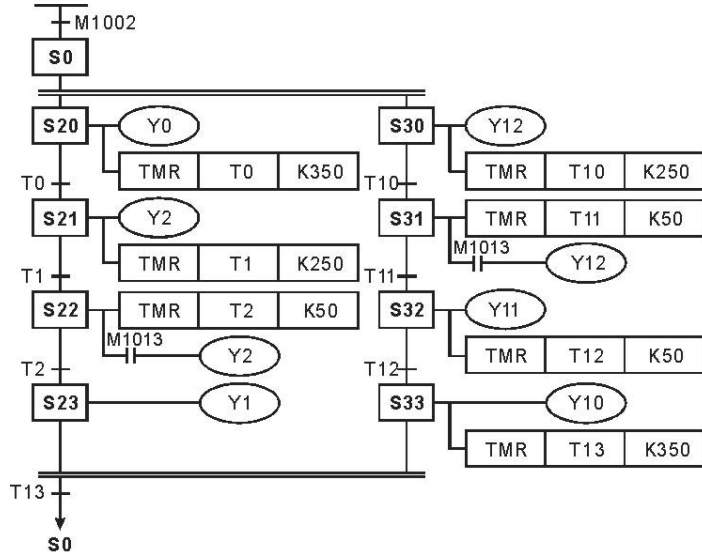 M1002
S0
S20 Y0 S30 Y12
TMR T0 K350 TMR T10 K250
T0 T10
S21 Y2 S31 TMR T11 K50
M1013 Y12
TMR T1 K250
T1 T11
S22 TMR T2 K50 S32 Y11
M1013 Y2 TMR T12 K50
T2 T12
S23 Y1 S33 Y10
TMR T13 K350
T13
S0